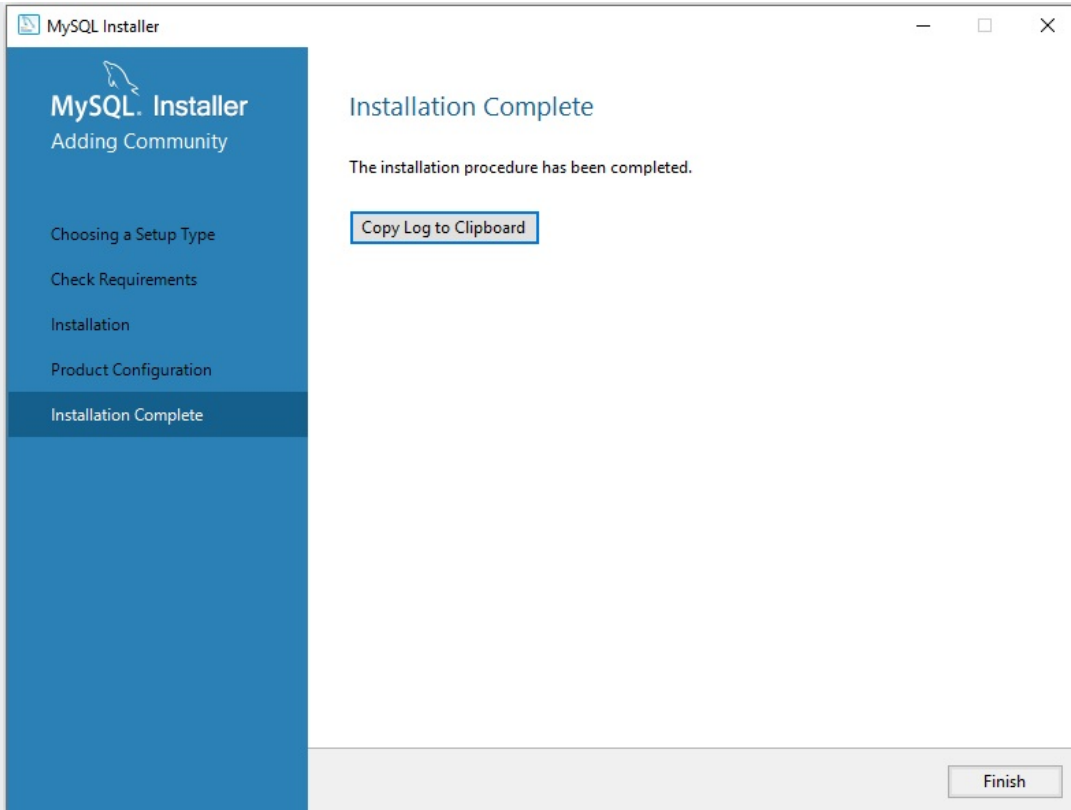 MySQL Installer
MySQL. Installer
Adding Community
Choosing a Setup Type
Check Requirements
Installation
Product Configuration
Installation Complete
Installation Complete
The installation procedure has been completed.
Copy Log to Clipboard
Finish